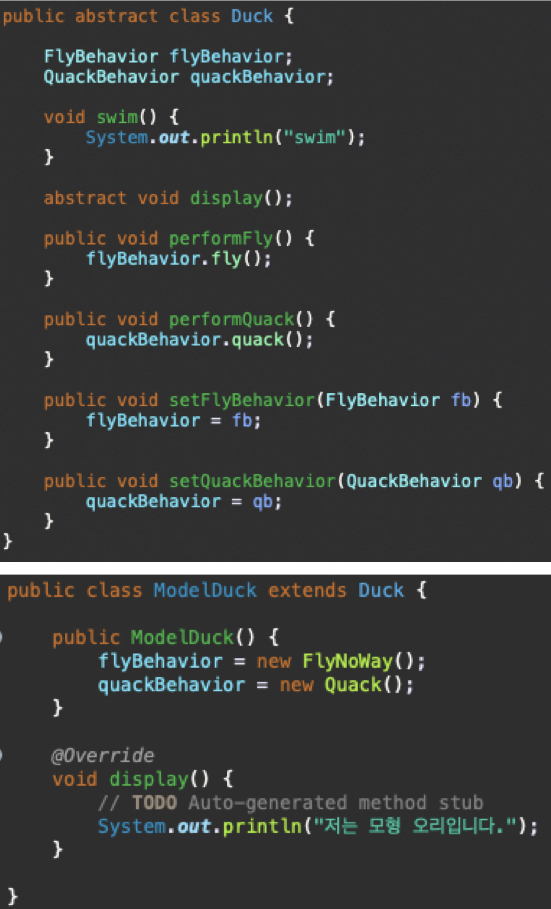 public abstract class Duck {
FlyBehavior flyBehavior;
QuackBehavior quackBehavior;
void swim() {
System.out.println("swim");
}
abstract void display();
public void performFly() {
flyBehavior.fly();
}
public void performQuack() {
quackBehavior.quack();
}
public void setFlyBehavior(FlyBehavior fb) {
flyBehavior = fb;
}
public void setQuackBehavior(QuackBehavior qb) {
quackBehavior = qb;
}
}
public class ModelDuck extends Duck {
public ModelDuck() {
flyBehavior = new FlyNoWay();
quackBehavior = new Quack();
}
@Override
void display() {
// TODO Auto-generated method stub
System.out.println("저는 모형 오리입니다.");
}
}